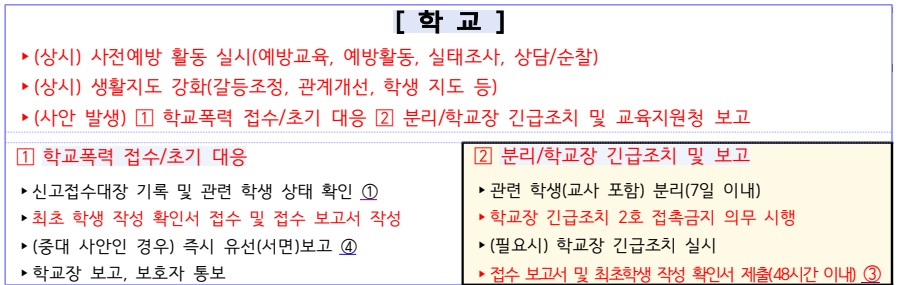 [ 학 교 ]
▸(상시) 사전예방 활동 실시(예방교육, 예방활동, 실태조사, 상담/순찰)
▸(상시) 생활지도 강화(갈등조정, 관계개선, 학생 지도 등)
▸(사안 발생) 1 학교폭력 접수/초기 대응 2 분리/학교장 긴급조치 및 교육지원청 보고
1 학교폭력 접수/초기 대응
▸신고접수대장 기록 및 관련 학생 상태 확인 ①
▸최초 학생 작성 확인서 접수 및 접수 보고서 작성
▸(중대 사안인 경우) 즉시 유선(서면)보고 ④
▸학교장 보고, 보호자 통보
2 분리/학교장 긴급조치 및 보고
▸관련 학생(교사 포함) 분리(7일 이내)
▸학교장 긴급조치 2호 접촉금지 의무 시행
▸(필요시) 학교장 긴급조치 실시
▸접수 보고서 및 최초학생 작성 확인서 제출(48시간 이내) ③